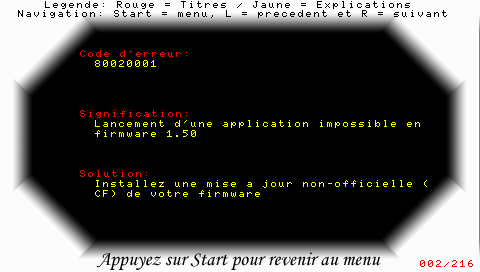 Legende: Rouge = Titres / Jaune = Explications
Navigation: Start = menu, L = precedent et R = suivant
Code d'erreur:
80020001
Signification:
Lancement d'une application impossible en
firmware 1.50
Solution:
Installez une mise a jour non-officielle (
CF) de votre firmware
Appuyez sur Start pour revenir au menu
002/216